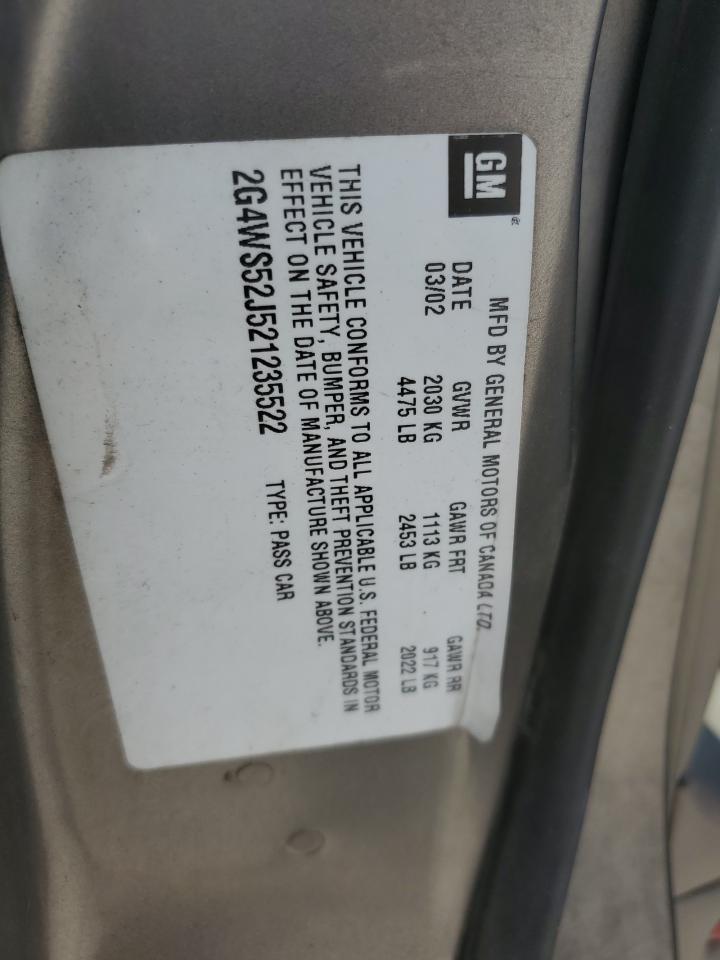 GM
MFD BY GENERAL MOTORS OF CANADA LTD.
DATE GVWR GAWR FRT GAWR RR
03/02 2030 KG 1113 KG 917 KG
4475 LB 2453 LB 2022 LB
THIS VEHICLE CONFORMS TO ALL APPLICABLE U.S. FEDERAL MOTOR
VEHICLE SAFETY, BUMPER, AND THEFT PREVENTION STANDARDS IN
EFFECT ON THE DATE OF MANUFACTURE SHOWN ABOVE.
2G4WS52J521235522 TYPE: PASS CAR